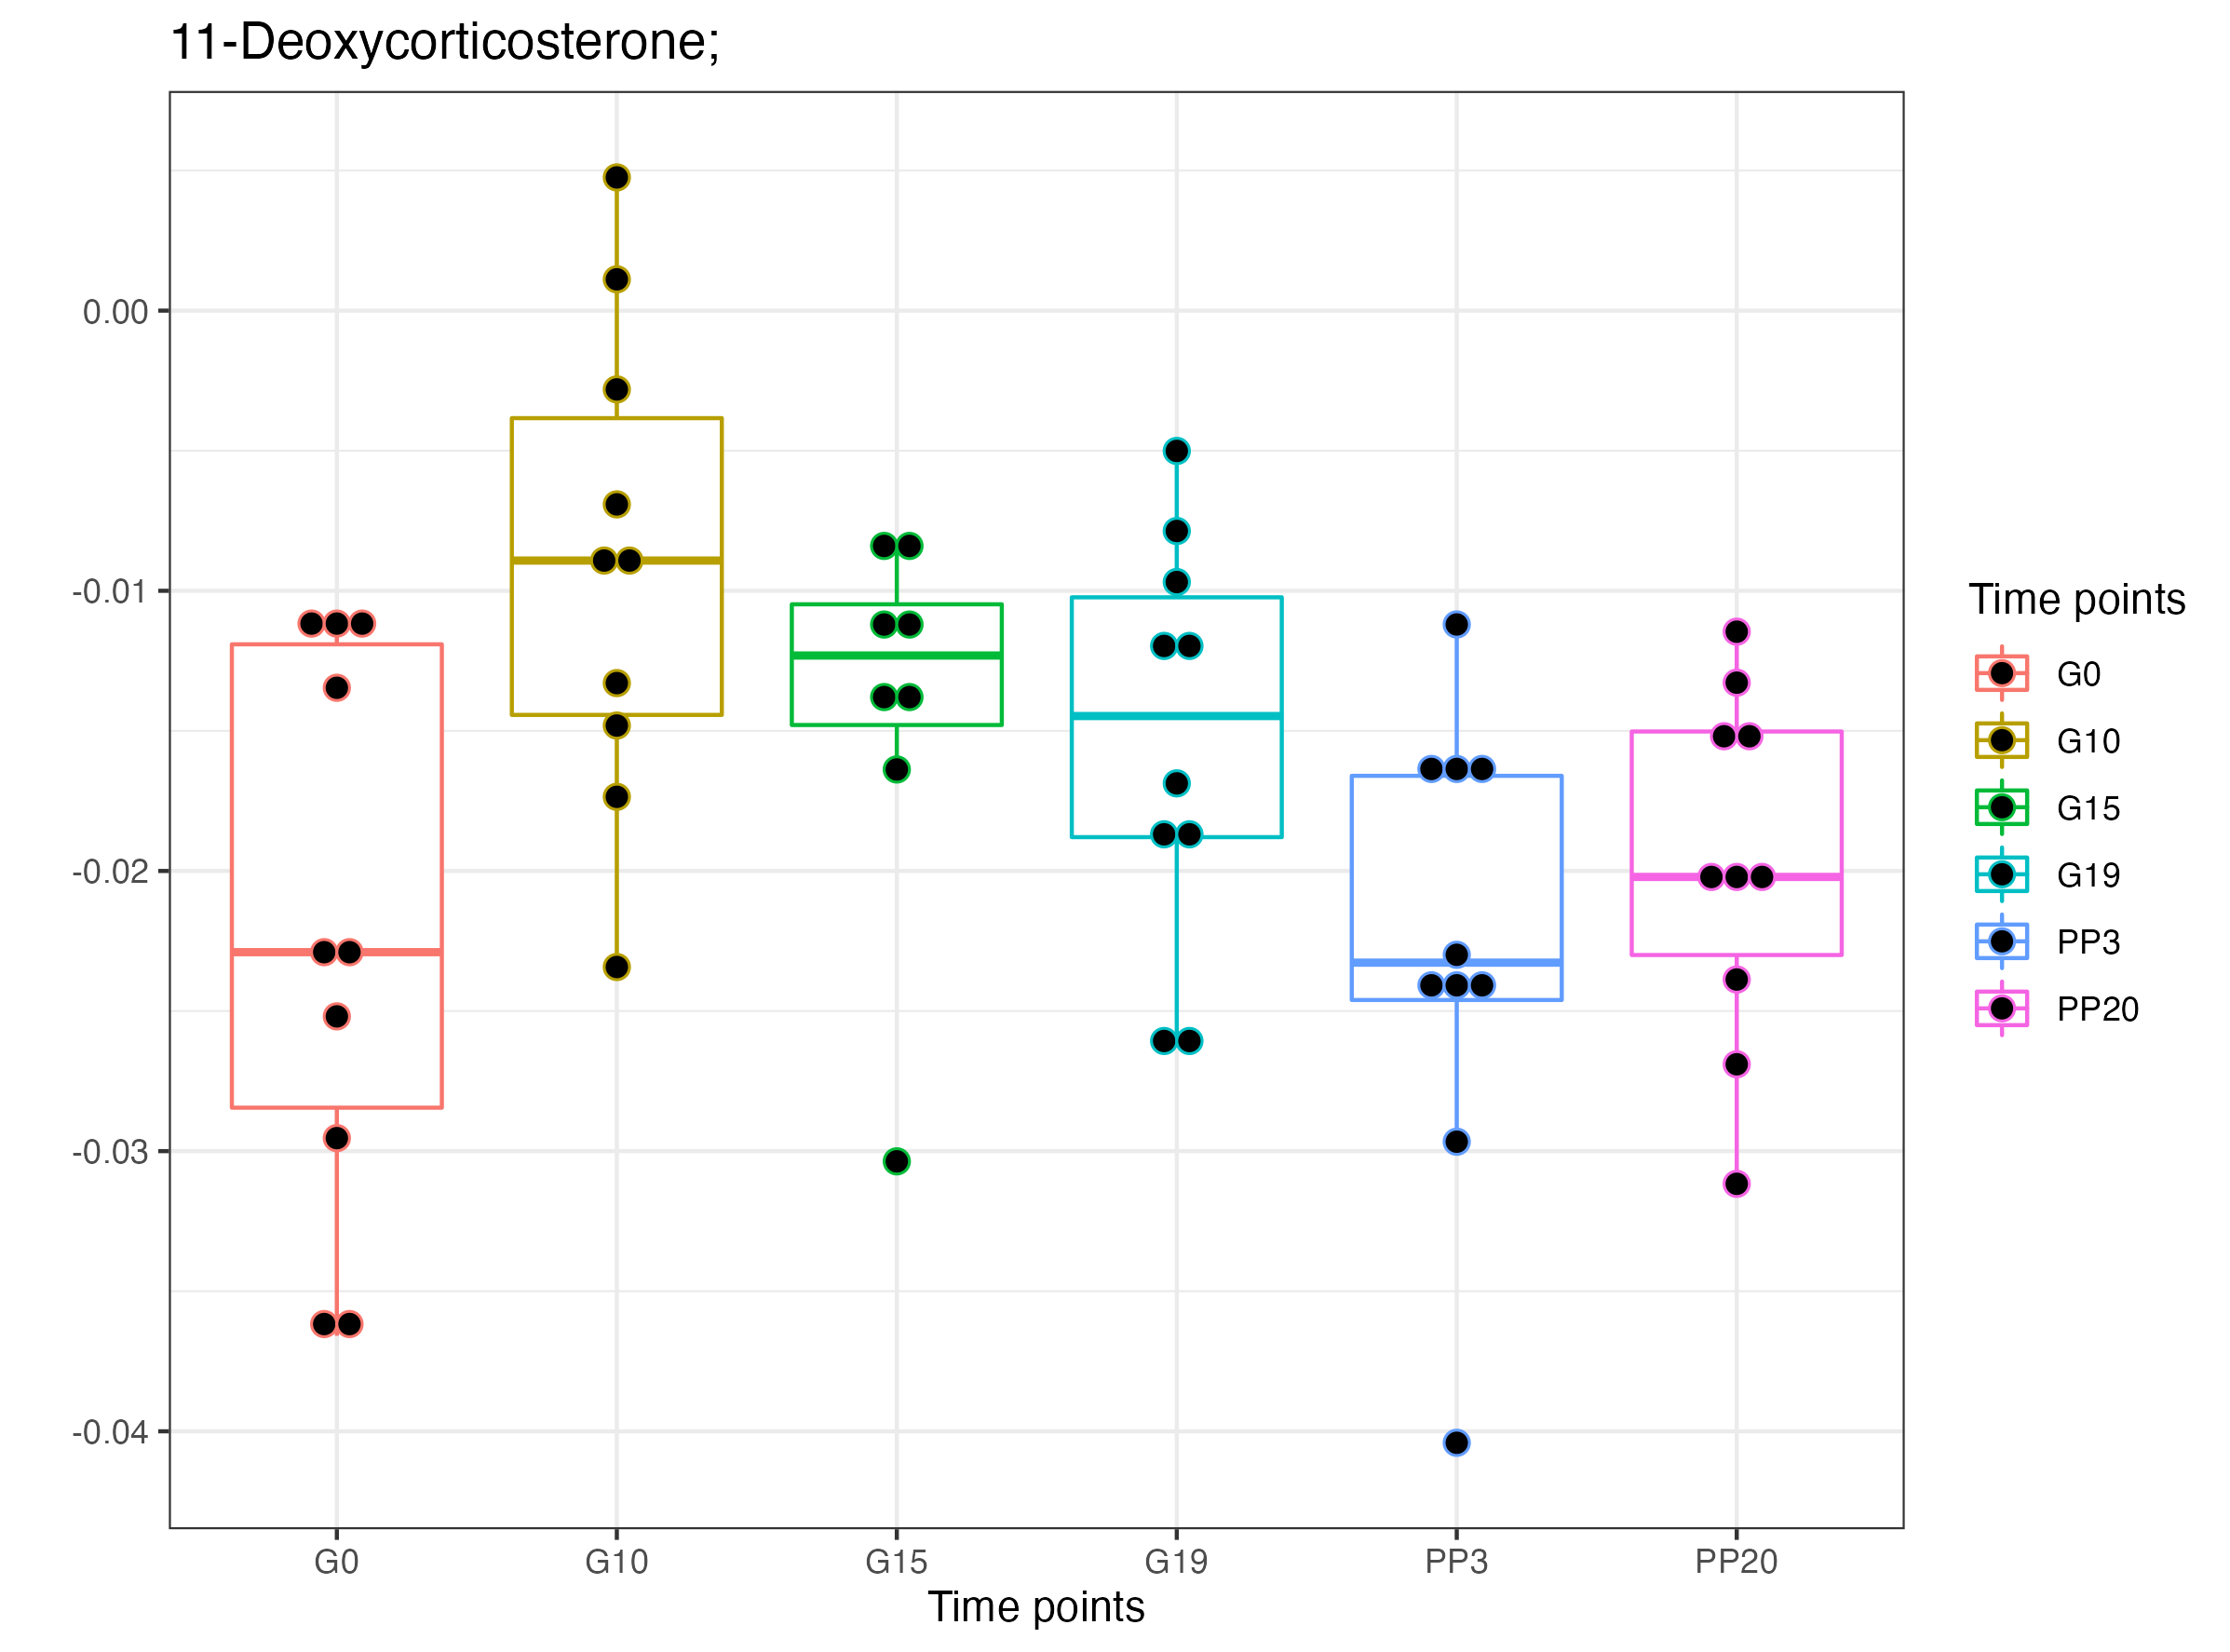 11-Deoxycorticosterone;
0.00
-0.01
-0.02
-0.03
-0.04
G0 G10 G15 G19 PP3 PP20
Time points
Time points
G0
G10
G15
G19
PP3
PP20